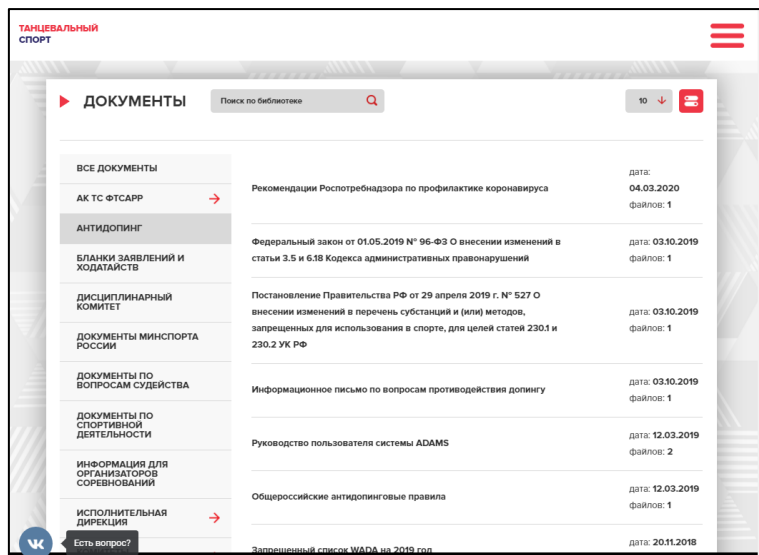 ТАНЦЕВАЛЬНЫЙ
СПОРТ
ДОКУМЕНТЫ
Поиск по библиотеке
10
ВСЕ ДОКУМЕНТЫ
АК ТС ФТСАРР
АНТИДОПИНГ
БЛАНКИ ЗАЯВЛЕНИЙ И
ХОДАТАЙСТВ
ДИСЦИПЛИНАРНЫЙ
КОМИТЕТ
ДОКУМЕНТЫ МИНСПОРТА
РОССИИ
ДОКУМЕНТЫ ПО
ВОПРОСАМ СУДЕЙСТВА
ДОКУМЕНТЫ ПО
СПОРТИВНОЙ
ДЕЯТЕЛЬНОСТИ
ИНФОРМАЦИЯ ДЛЯ
ОРГАНИЗАТОРОВ
СОРЕВНОВАНИЙ
ИСПОЛНИТЕЛЬНАЯ
ДИРЕКЦИЯ
Есть вопрос?
Рекомендации Роспотребнадзора по профилактике коронавируса
дата:
04.03.2020
файлов: 1
Федеральный закон от 01.05.2019 № 96-ФЗ О внесении изменений в
статьи 3.5 и 6.18 Кодекса административных правонарушений
дата: 03.10.2019
файлов: 1
Постановление Правительства РФ от 29 апреля 2019 г. № 527 О
внесении изменений в перечень субстанций и (или) методов,
запрещенных для использования в спорте, для целей статей 230.1 и
230.2 УК РФ
дата: 03.10.2019
файлов: 1
Информационное письмо по вопросам противодействия допингу
дата: 03.10.2019
файлов: 1
Руководство пользователя системы ADAMS
дата: 12.03.2019
файлов: 2
Общероссийские антидопинговые правила
дата: 12.03.2019
файлов: 1
Запрещенный список WADA на 2019 год
дата: 20.11.2018